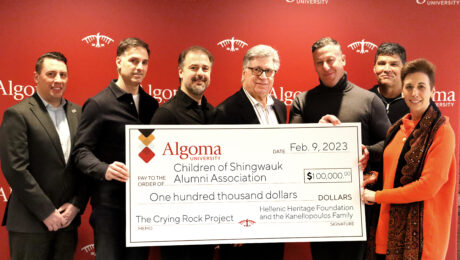 UNIVERSITY
Algoma
Algoma
Algoma
UNIVERSITY
DATE Feb. 9, 2023
PAY TO THE
ORDER OF
Children of Shingwauk
Alumni Association
$100,000.00
One hundred thousand dollars DOLLARS
The Crying Rock Project
MEMO
Hellenic Heritage Foundation
and the Kanellopoulos Family
SIGNATURE